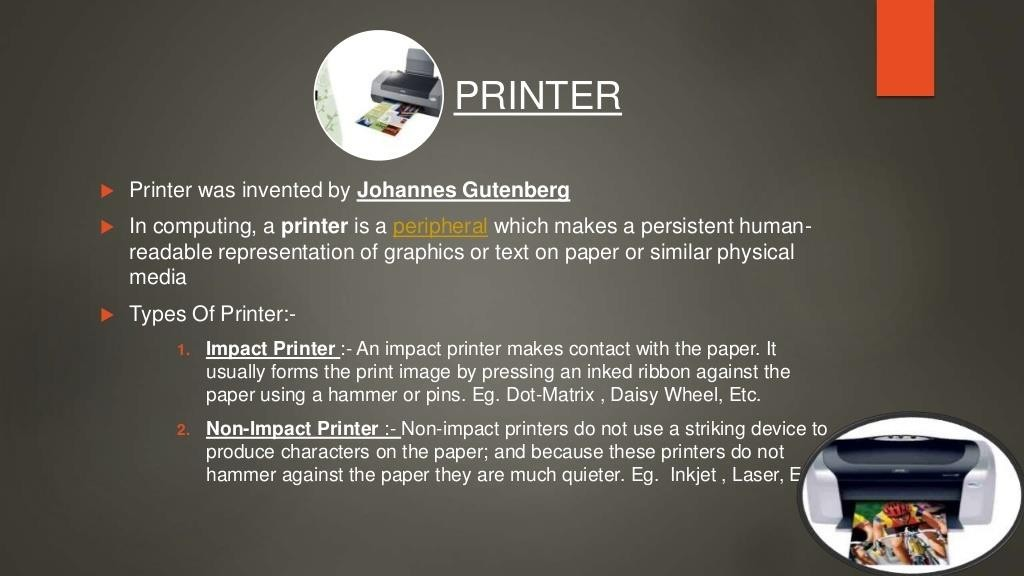 PRINTER
Printer was invented by Johannes Gutenberg
In computing, a printer is a peripheral which makes a persistent human-
readable representation of graphics or text on paper or similar physical
media
Types Of Printer:-
1. Impact Printer :- An impact printer makes contact with the paper. It
usually forms the print image by pressing an inked ribbon against the
paper using a hammer or pins. Eg. Dot-Matrix , Daisy Wheel, Etc.
2. Non-Impact Printer :- Non-impact printers do not use a striking device to
produce characters on the paper; and because these printers do not
hammer against the paper they are much quieter. Eg. Inkjet , Laser,